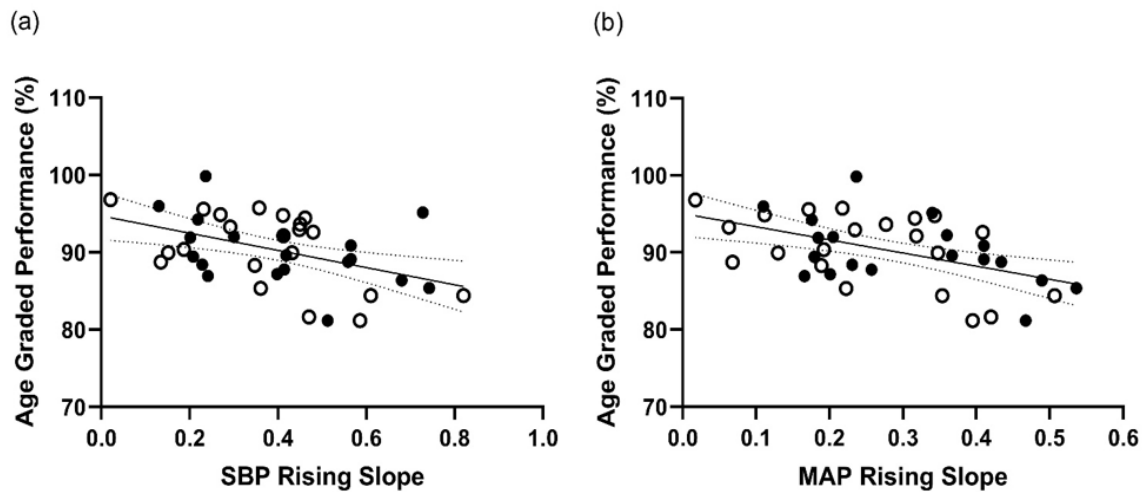 (a)
Age Graded Performance (%)
110
100
90
80
70
0.0 0.2 0.4 0.6 0.8 1.0
SBP Rising Slope
(b)
Age Graded Performance (%)
110
100
90
80
70
0.0 0.1 0.2 0.3 0.4 0.5 0.6
MAP Rising Slope